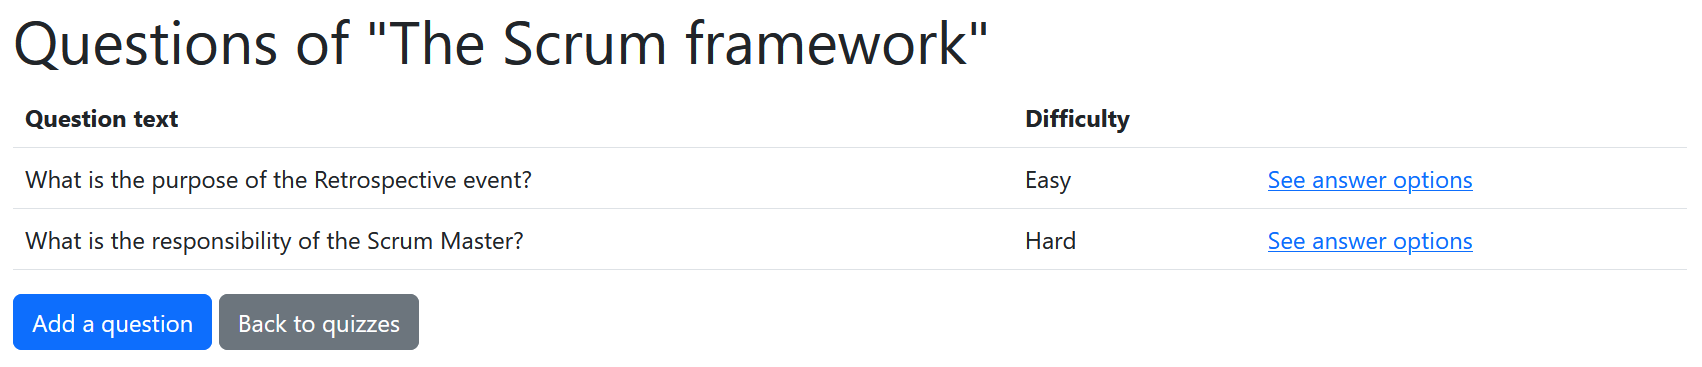 Questions of "The Scrum framework"
Question text Difficulty
What is the purpose of the Retrospective event? Easy See answer options
What is the responsibility of the Scrum Master? Hard See answer options
Add a question Back to quizzes